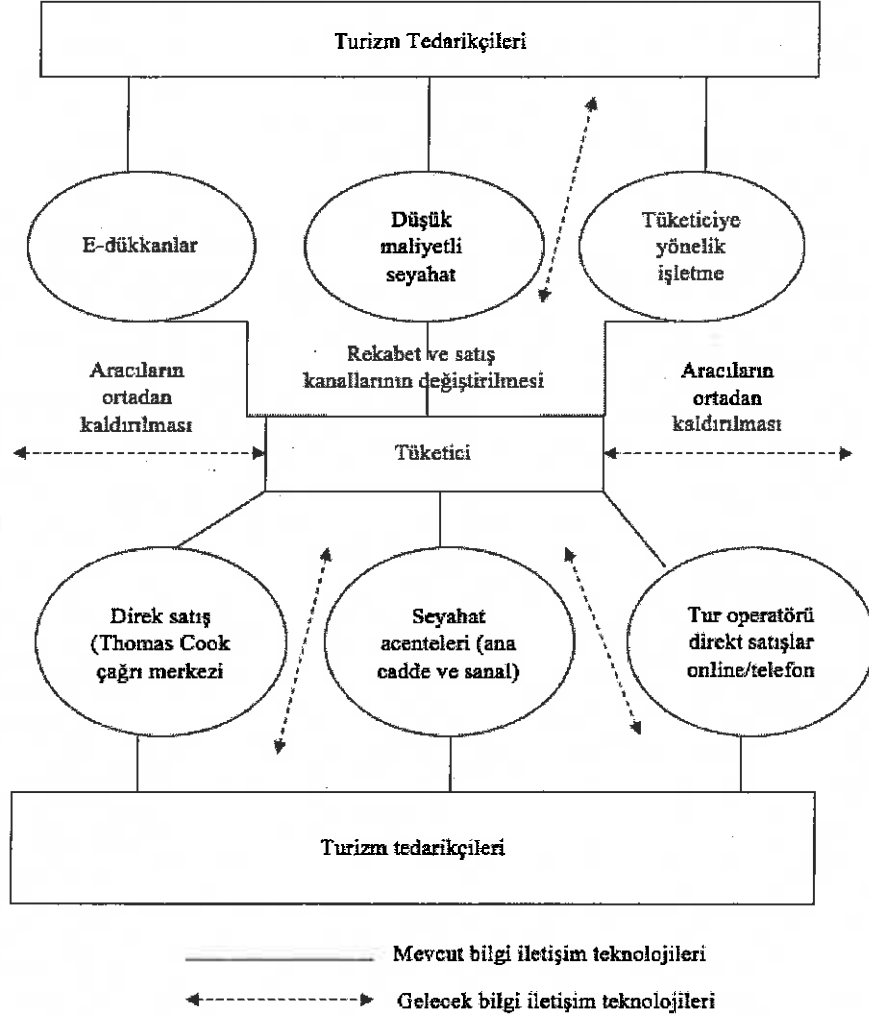 Turizm Tedarikçileri
E-dükkanlar
Düşük
maliyetli
seyahat
Tüketiciye
yönelik
işletme
Rekabet ve satış
kanallarının değiştirilmesi
Aracıların
ortadan
kaldırılması
Aracıların
ortadan
kaldırılması
Tüketici
Direk satış
(Thomas Cook
çağrı merkezi
Seyahat
acenteleri (ana
cadde ve sanal)
Tur operatörü
direkt satışlar
online/telefon
Turizm tedarikçileri
Mevcut bilgi iletişim teknolojileri
Gelecek bilgi iletişim teknolojileri